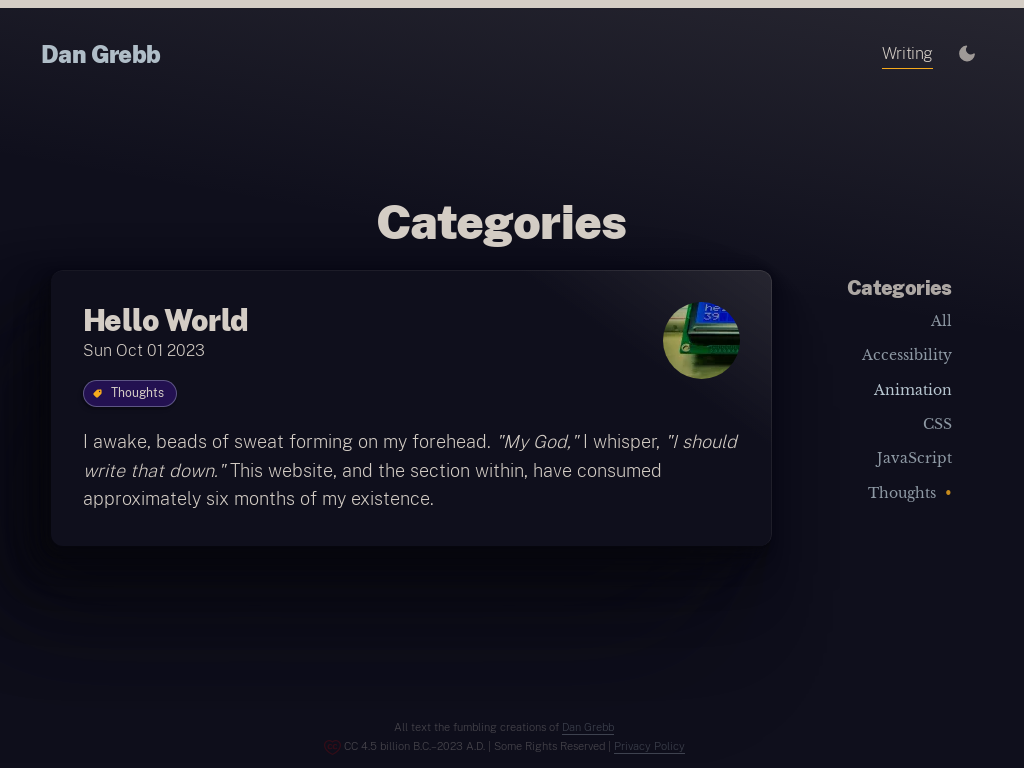 Dan Grebb
Writing
Categories
Hello World
Sun Oct 01 2023
Thoughts
I awake, beads of sweat forming on my forehead. "My God," I whisper, "I should
write that down." This website, and the section within, have consumed
approximately six months of my existence.
Categories
All
Accessibility
Animation
CSS
JavaScript
Thoughts •
All text the fumbling creations of Dan Grebb
CC 4.5 billion B.C.–2023 A.D. | Some Rights Reserved | Privacy Policy